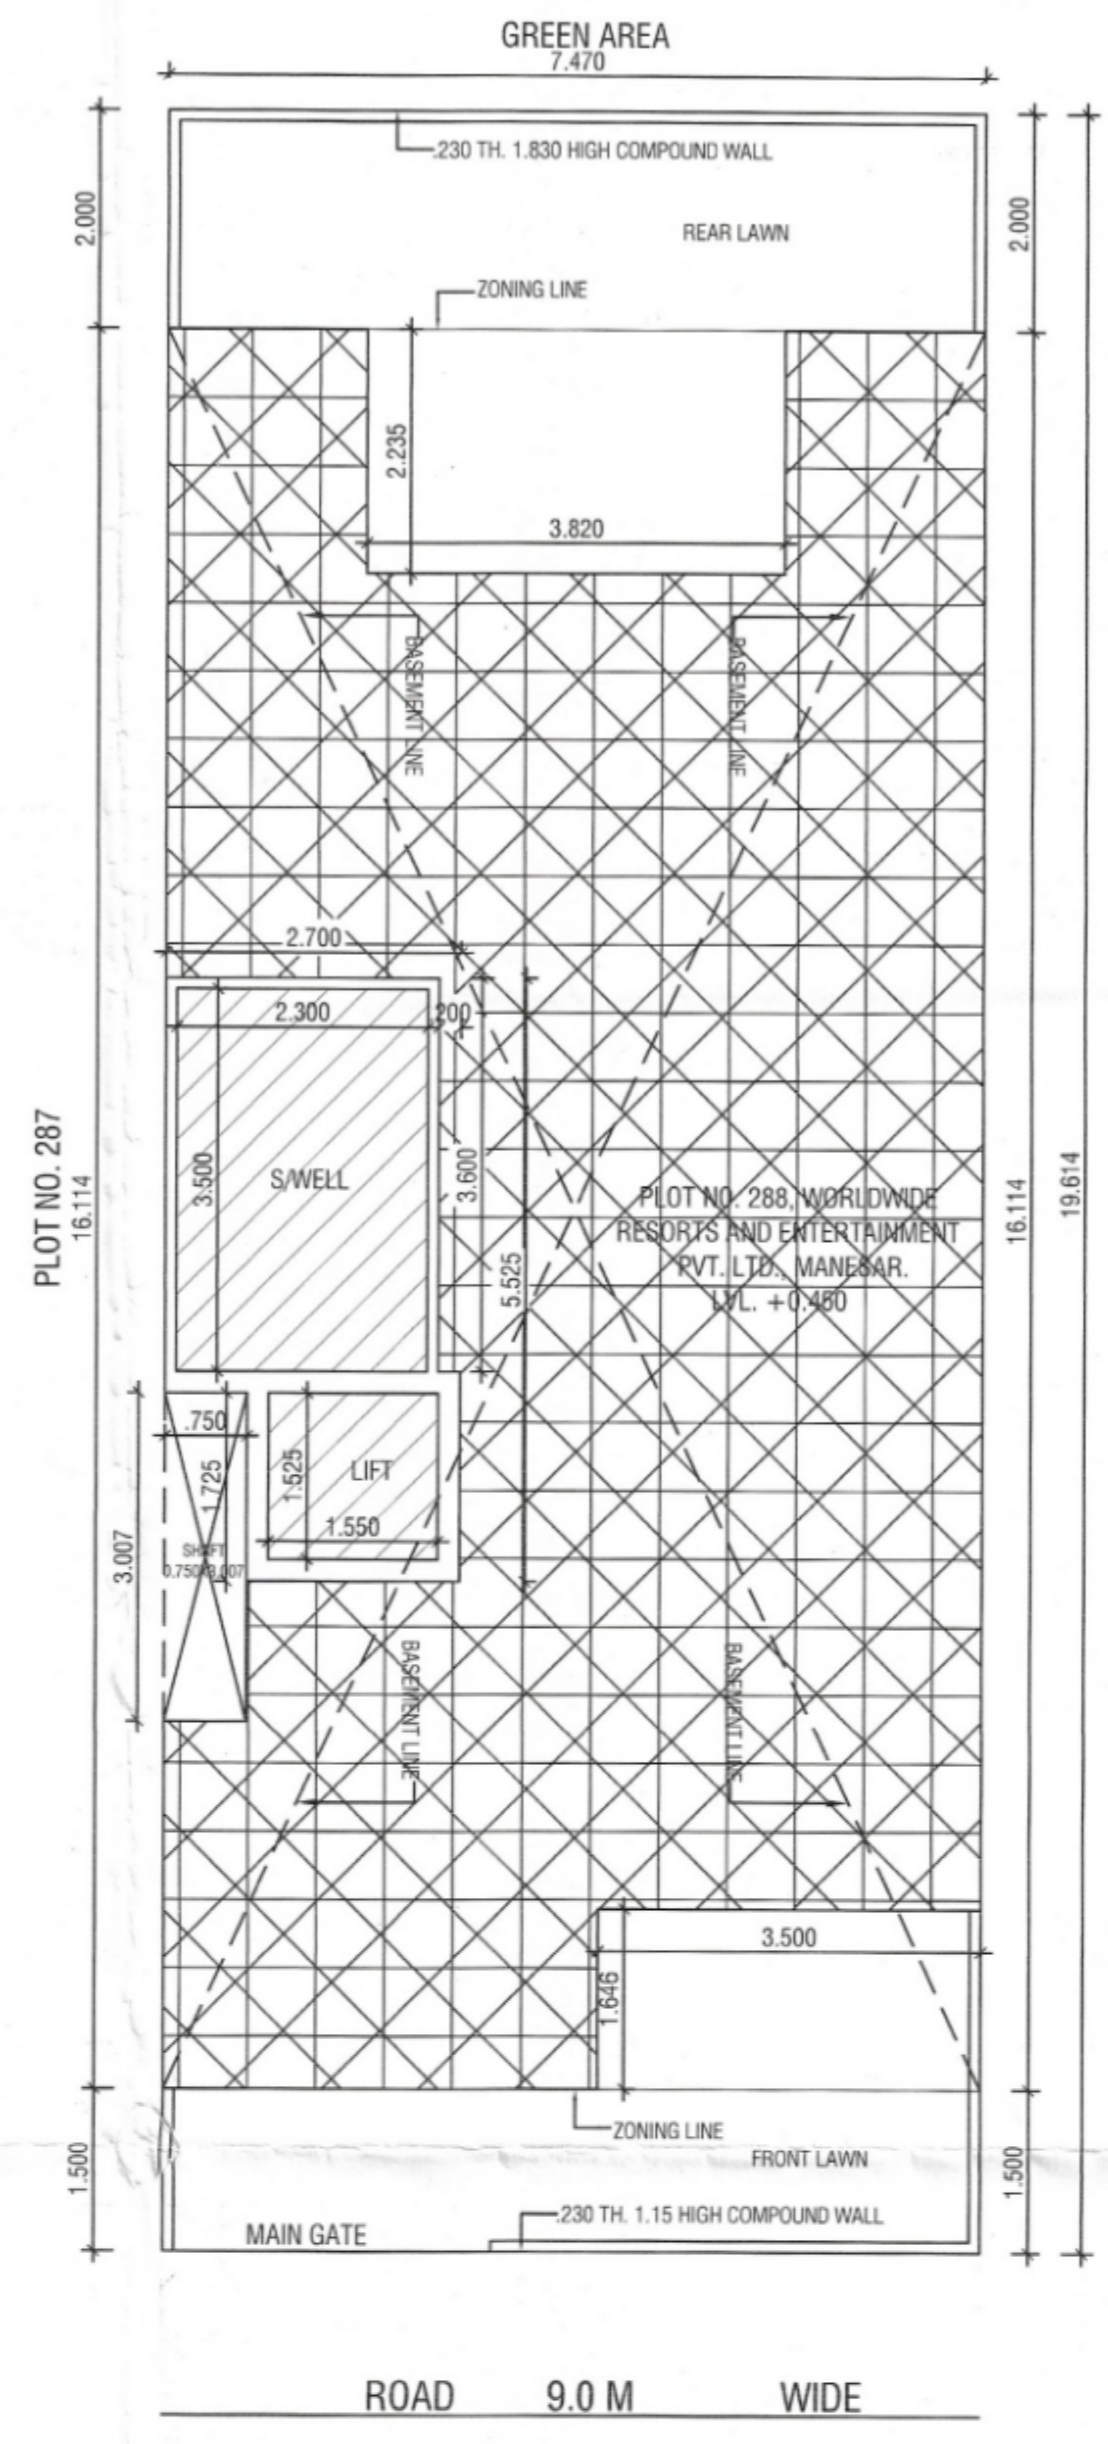 GREEN AREA
7.470
.230 TH. 1.830 HIGH COMPOUND WALL
2.000
2.000
REAR LAWN
ZONING LINE
2.235
3.820
BASEMENT LINE
BASEMENT LINE
2.700
2.300
.200
3.500
S/WELL
3.600
5.525
PLOT NO. 287
16.114
PLOT NO. 288, WORLDWIDE
RESORTS AND ENTERTAINMENT
PVT. LTD., MANESAR.
LVL. +0.450
16.114
19.614
.750
1.725
1.525
LIFT
1.550
3.007
SHAFT
0.750X3.007
BASEMENT LINE
BASEMENT LINE
3.500
1.646
ZONING LINE
FRONT LAWN
1.500
1.500
.230 TH. 1.15 HIGH COMPOUND WALL
MAIN GATE
ROAD 9.0 M WIDE